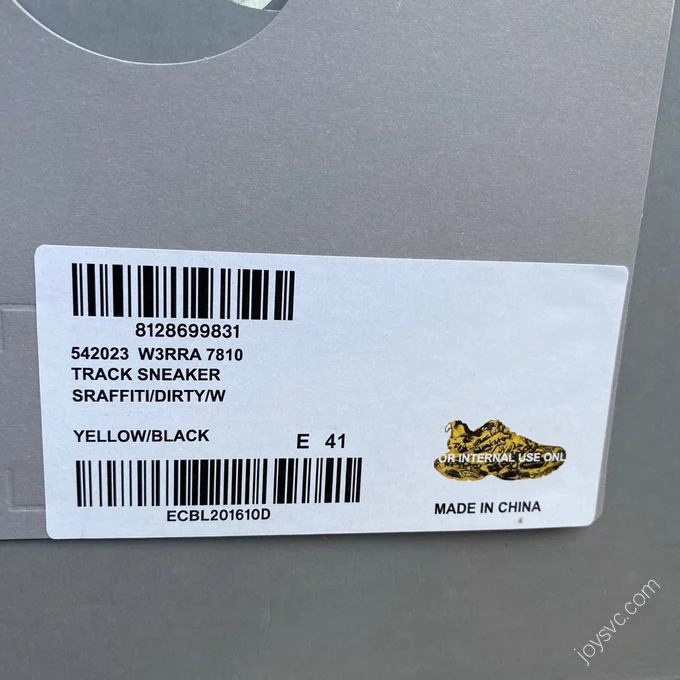 8128699831
542023 W3RRA 7810
TRACK SNEAKER
SRAFFITI/DIRTY/W
YELLOW/BLACK E 41
OR INTERNAL USE ONL
ECBL201610D
MADE IN CHINA
joysvc.com